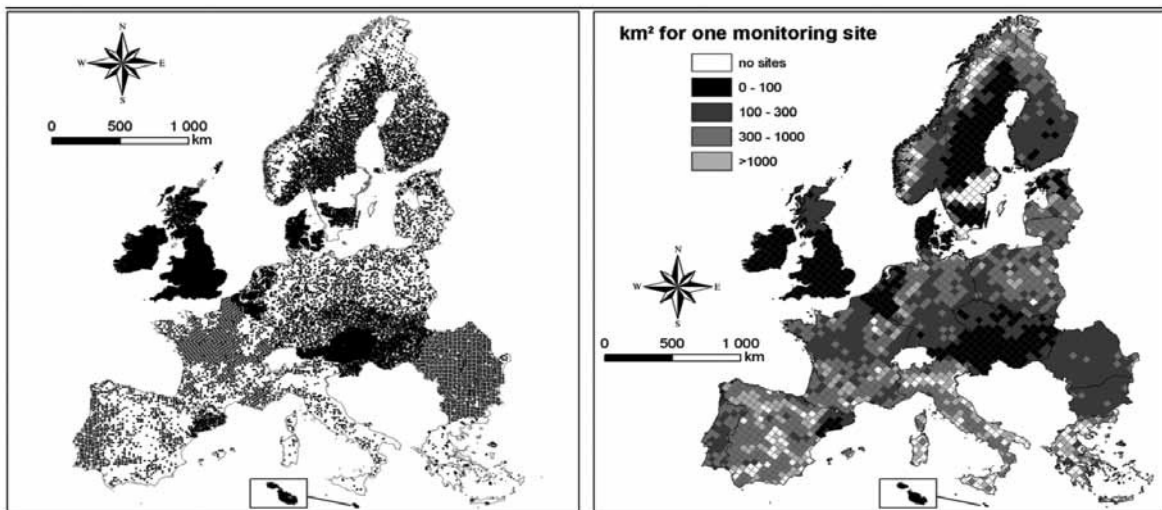 N
W E
S
0 500 1 000
km
km² for one monitoring site
no sites
0 - 100
100 - 300
300 - 1000
>1000
N
W E
S
0 500 1 000
km